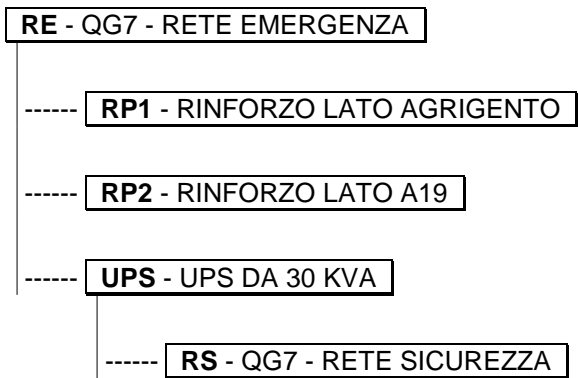 RE - QG7 - RETE EMERGENZA
------ RP1 - RINFORZO LATO AGRIGENTO
------ RP2 - RINFORZO LATO A19
------ UPS - UPS DA 30 KVA
------ RS - QG7 - RETE SICUREZZA